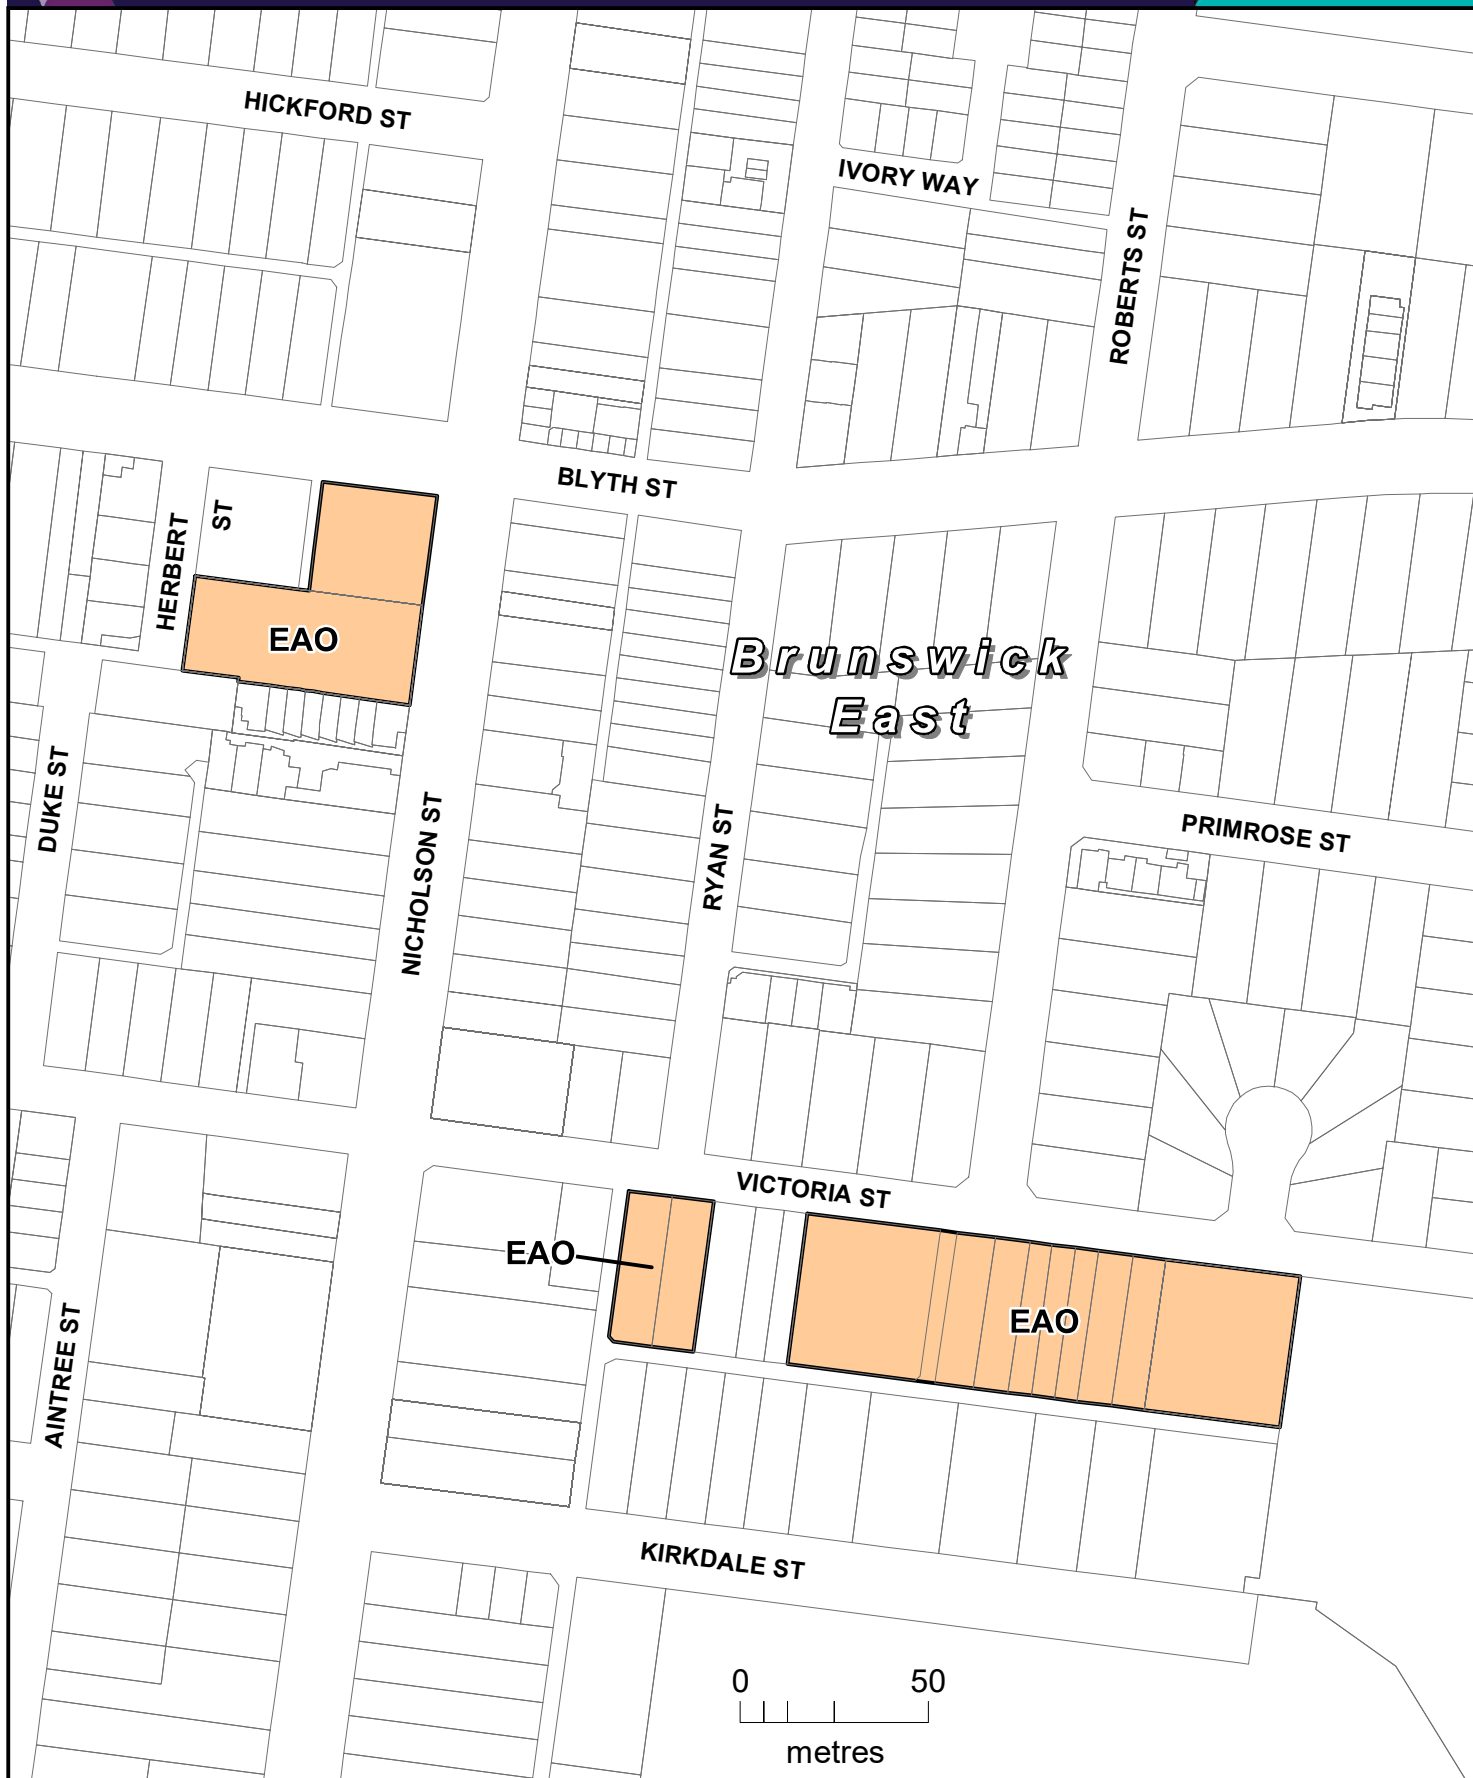 HICKFORD ST
IVORY WAY
ROBERTS ST
BLYTH ST
HERBERT
ST
EAO
Brunswick
East
DUKE ST
NICHOLSON ST
RYAN ST
PRIMROSE ST
VICTORIA ST
EAO
EAO
AINTREE ST
KIRKDALE ST
0 50
metres